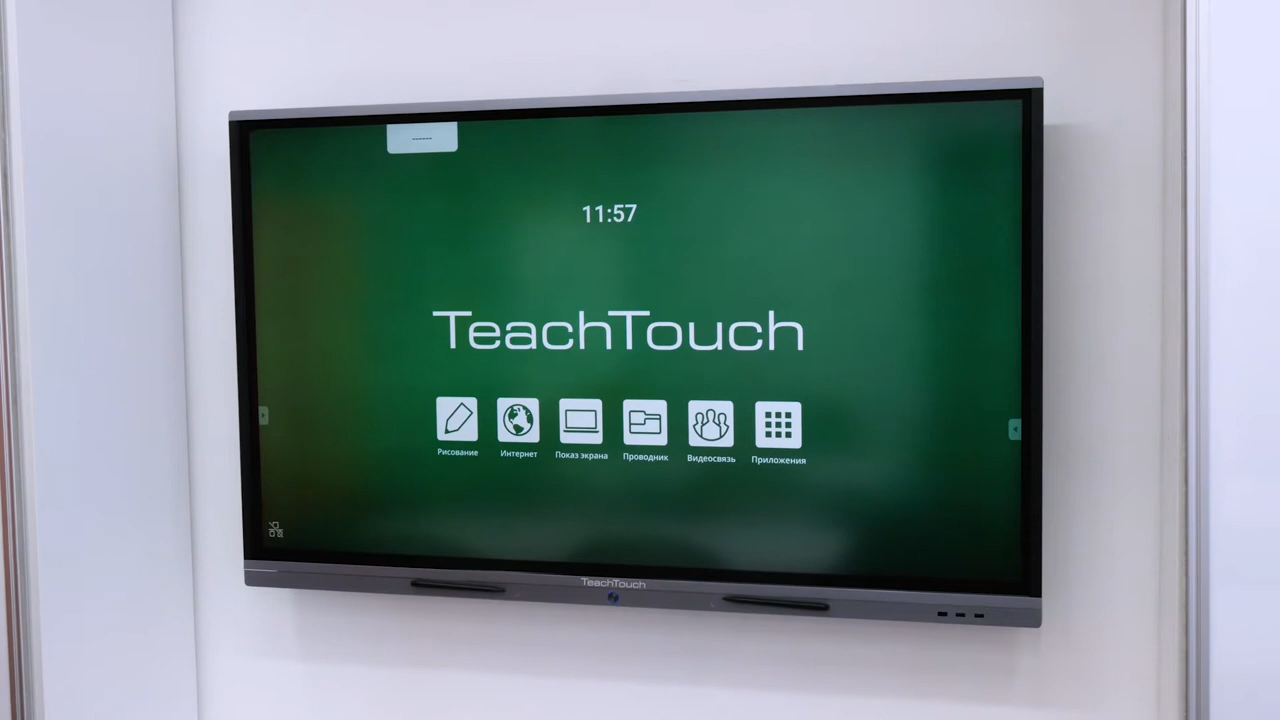 ------
11:57
TeachTouch
Рисование
Интернет
Показ экрана
Проводник
Видеосвязь
Приложения
TeachTouch